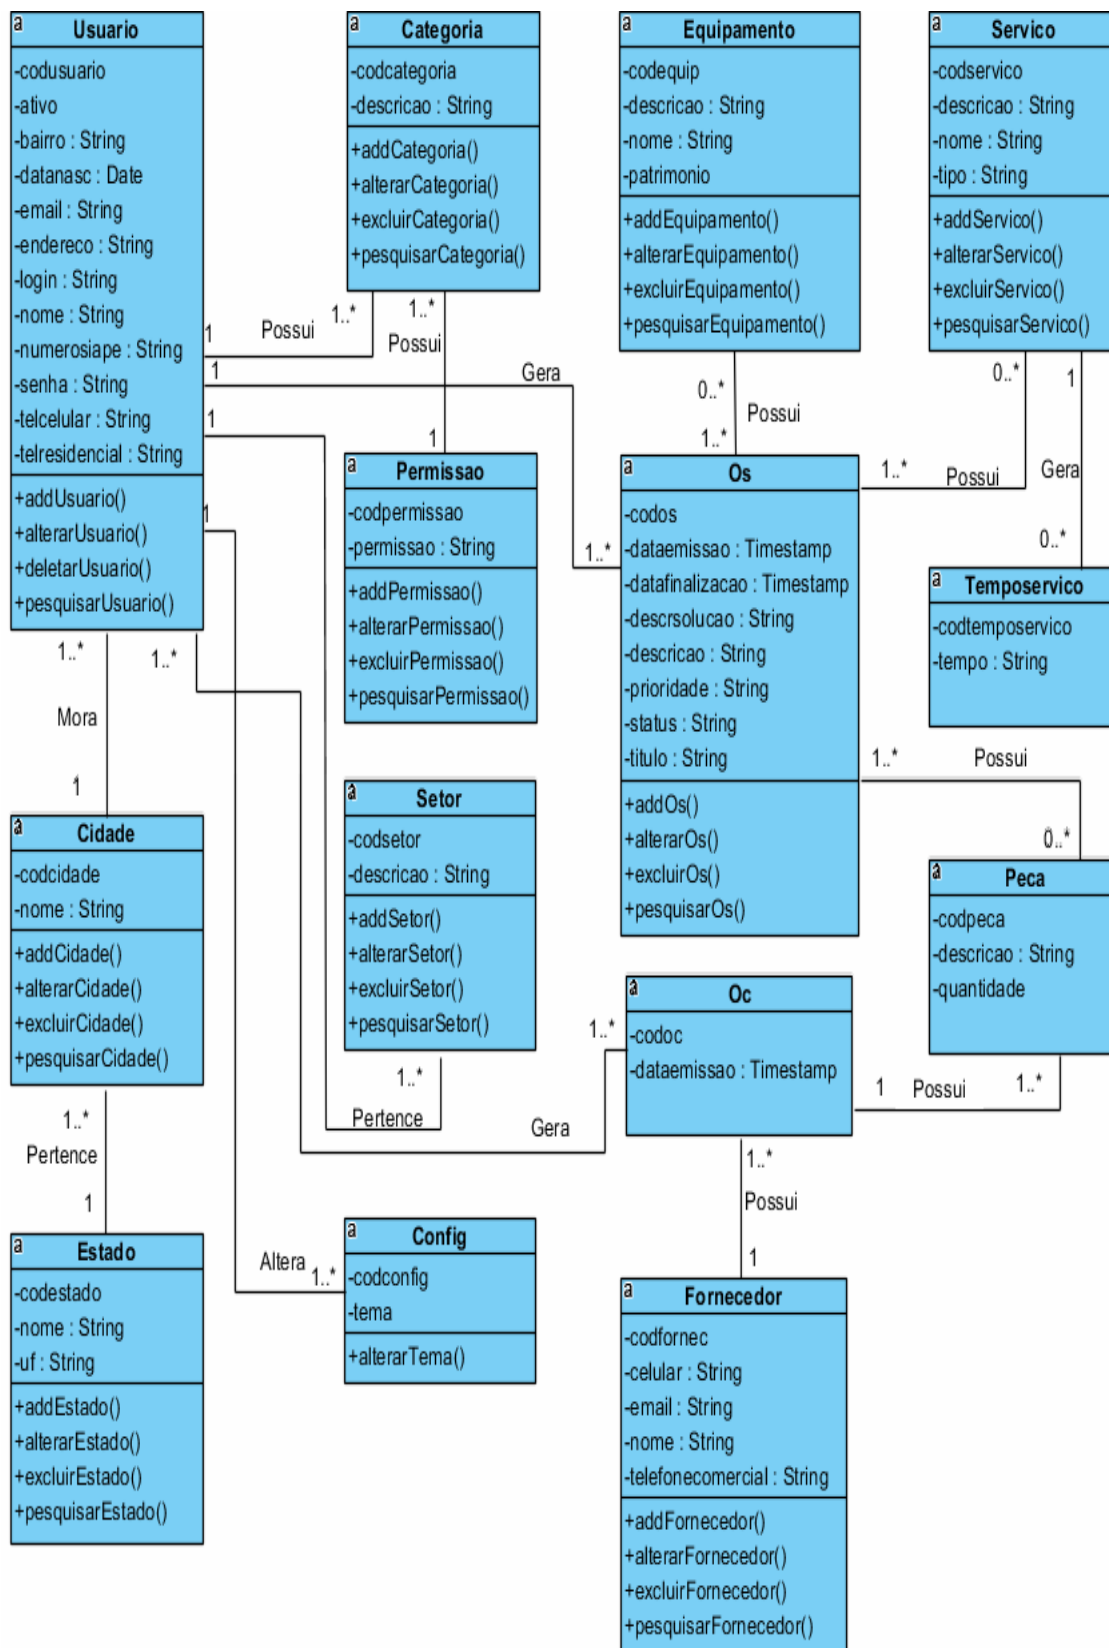 a Usuario
-codusuario
-ativo
-bairro : String
-datanasc : Date
-email : String
-endereco : String
-login : String
-nome : String
-numerosiape : String
-senha : String
-telcelular : String
-telresidencial : String
+addUsuario()
+alterarUsuario()
+deletarUsuario()
+pesquisarUsuario()
a Categoria
-codcategoria
-descricao : String
+addCategoria()
+alterarCategoria()
+excluirCategoria()
+pesquisarCategoria()
a Equipamento
-codequip
-descricao : String
-nome : String
-patrimonio
+addEquipamento()
+alterarEquipamento()
+excluirEquipamento()
+pesquisarEquipamento()
a Servico
-codservico
-descricao : String
-nome : String
-tipo : String
+addServico()
+alterarServico()
+excluirServico()
+pesquisarServico()
1
Possui
1..*
1..*
Possui
1
1
Gera
1..*
0..*
Possui
1..*
0..*
Possui
1..*
1
Gera
0..*
a Permissao
-codpermissao
-permissao : String
+addPermissao()
+alterarPermissao()
+excluirPermissao()
+pesquisarPermissao()
a Os
-codos
-dataemissao : Timestamp
-datafinalizacao : Timestamp
-descrsolucao : String
-descricao : String
-prioridade : String
-status : String
-titulo : String
+addOs()
+alterarOs()
+excluirOs()
+pesquisarOs()
a Temposervico
-codtemposervico
-tempo : String
1
1
1..*
Mora
1
1..*
1..*
Possui
0..*
a Cidade
-codcidade
-nome : String
+addCidade()
+alterarCidade()
+excluirCidade()
+pesquisarCidade()
a Setor
-codsetor
-descricao : String
+addSetor()
+alterarSetor()
+excluirSetor()
+pesquisarSetor()
a Peca
-codpeca
-descricao : String
-quantidade
a Oc
-codoc
-dataemissao : Timestamp
1..*
Pertence
1..*
Gera
1
Possui
1..*
1..*
Pertence
1
1..*
Possui
1
a Estado
-codestado
-nome : String
-uf : String
+addEstado()
+alterarEstado()
+excluirEstado()
+pesquisarEstado()
Altera
1..*
a Config
-codconfig
-tema
+alterarTema()
a Fornecedor
-codfornec
-celular : String
-email : String
-nome : String
-telefonecomercial : String
+addFornecedor()
+alterarFornecedor()
+excluirFornecedor()
+pesquisarFornecedor()